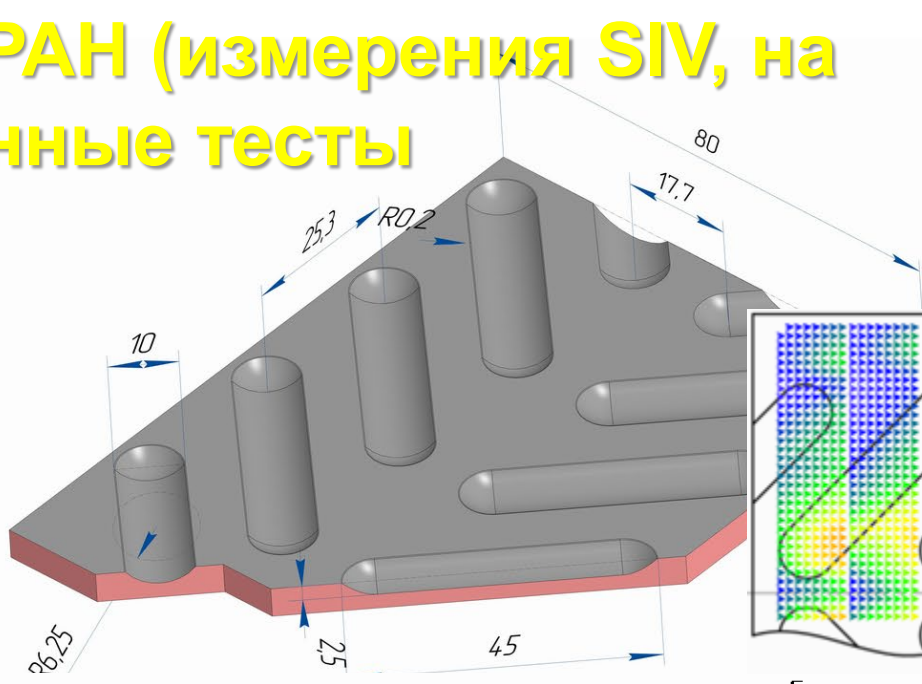 РАН (измерения SIV, на
нные тесты
80
17,7
25,3
R0,2
10
R6,25
2,5
45